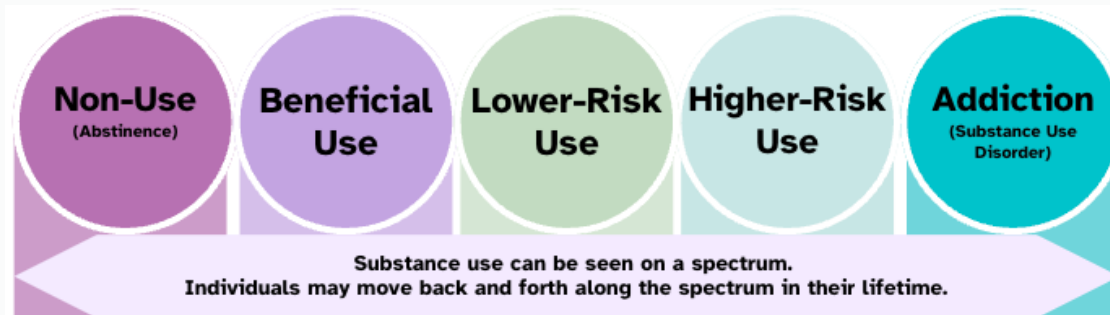 Non-Use
(Abstinence)
Beneficial
Use
Lower-Risk
Use
Higher-Risk
Use
Addiction
(Substance Use
Disorder)
Substance use can be seen on a spectrum.
Individuals may move back and forth along the spectrum in their lifetime.